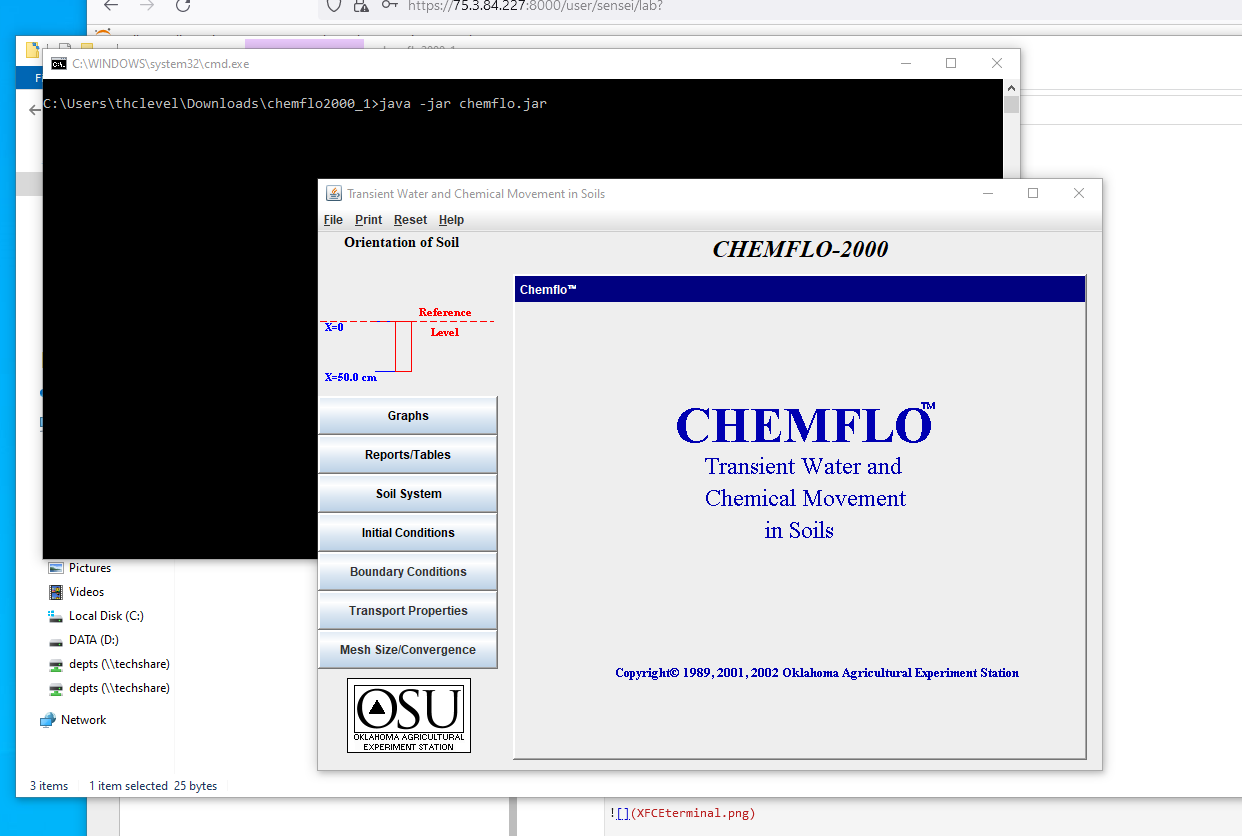 https://75.3.84.227:8000/user/sensei/lab?
C:\WINDOWS\system32\cmd.exe
C:\Users\thclevel\Downloads\chemflo2000_1>java -jar chemflo.jar
Transient Water and Chemical Movement in Soils
File Print Reset Help
Orientation of Soil
CHEMFLO-2000
Chemflo™
Reference
X=0
Level
X=50.0 cm
Graphs
Reports/Tables
Soil System
Initial Conditions
Boundary Conditions
Transport Properties
Mesh Size/Convergence
CHEMFLO™
Transient Water and
Chemical Movement
in Soils
Copyright© 1989, 2001, 2002 Oklahoma Agricultural Experiment Station
OSU
OKLAHOMA AGRICULTURAL
EXPERIMENT STATION
Pictures
Videos
Local Disk (C:)
DATA (D:)
depts (\\techshare)
depts (\\techshare)
Network
3 items 1 item selected 25 bytes
![](XFCEterminal.png)